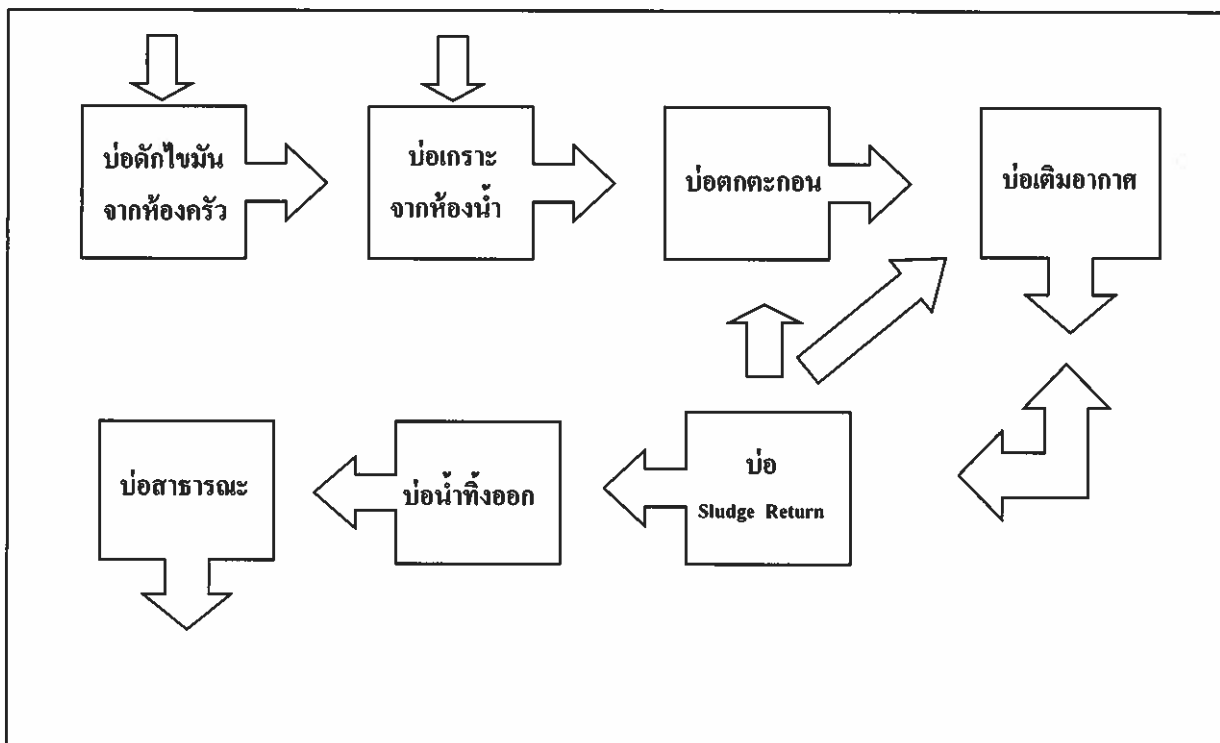 บ่อดักไขมัน
จากห้องครัว
บ่อเกราะ
จากห้องน้ำ
บ่อตกตะกอน
บ่อเติมอากาศ
บ่อสาธารณะ
บ่อน้ำทิ้งออก
บ่อ
Sludge Return